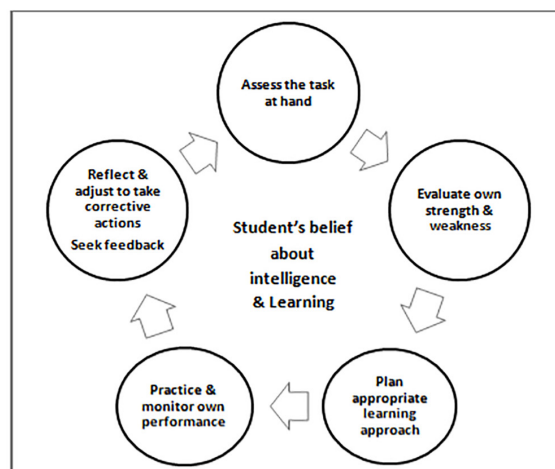 Assess the task
at hand
Evaluate own
strength &
weakness
Plan
appropriate
learning
approach
Practice &
monitor own
performance
Reflect &
adjust to take
corrective
actions
Seek feedback
Student’s belief
about
intelligence
& Learning